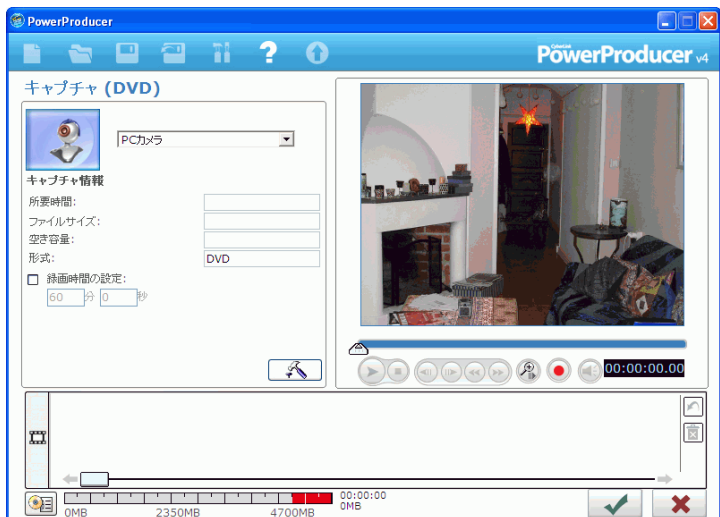 PowerProducer
?
CyberLink
PowerProducer v4
キャプチャ (DVD)
PCカメラ
キャプチャ情報
所要時間:
ファイルサイズ:
空き容量:
形式:
DVD
録画時間の設定:
60 分 0 秒
00:00:00.00
00:00:00
0MB
0MB 2350MB 4700MB